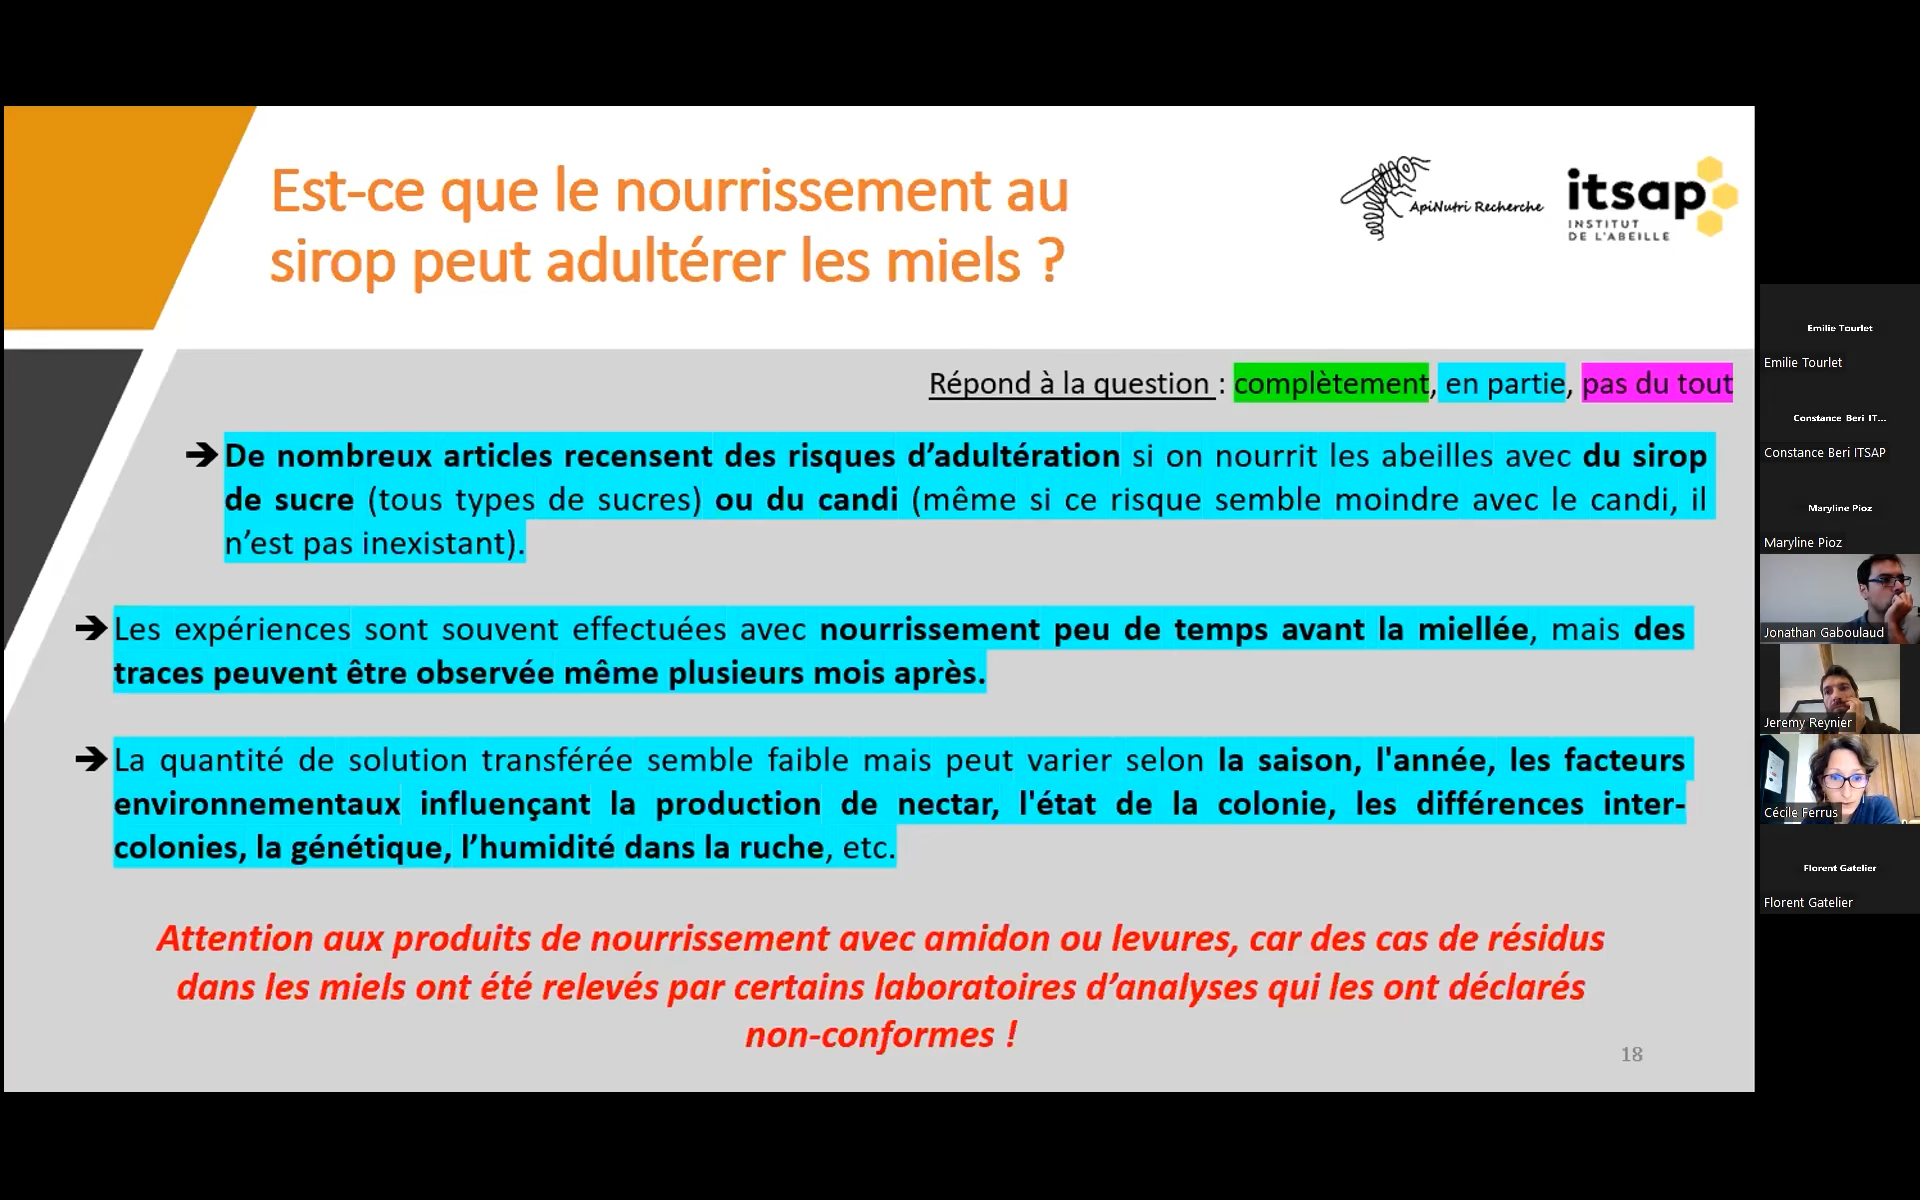 Est-ce que le nourrissement au
sirop peut adultérer les miels ?
ApiNutri Recherche
itsap
INSTITUT
DE L'ABEILLE
Répond à la question : complètement, en partie, pas du tout
➔ De nombreux articles recensent des risques d’adultération si on nourrit les abeilles avec du sirop
de sucre (tous types de sucres) ou du candi (même si ce risque semble moindre avec le candi, il
n’est pas inexistant).
➔ Les expériences sont souvent effectuées avec nourrissement peu de temps avant la miellée, mais des
traces peuvent être observée même plusieurs mois après.
➔ La quantité de solution transférée semble faible mais peut varier selon la saison, l'année, les facteurs
environnementaux influençant la production de nectar, l'état de la colonie, les différences inter-
colonies, la génétique, l’humidité dans la ruche, etc.
Attention aux produits de nourrissement avec amidon ou levures, car des cas de résidus
dans les miels ont été relevés par certains laboratoires d’analyses qui les ont déclarés
non-conformes !
18
Emilie Tourlet
Emilie Tourlet
Constance Beri IT...
Constance Beri ITSAP
Maryline Pioz
Maryline Pioz
Jonathan Gaboulaud
Jeremy Reynier
Cécile Ferrus
Florent Gatelier
Florent Gatelier